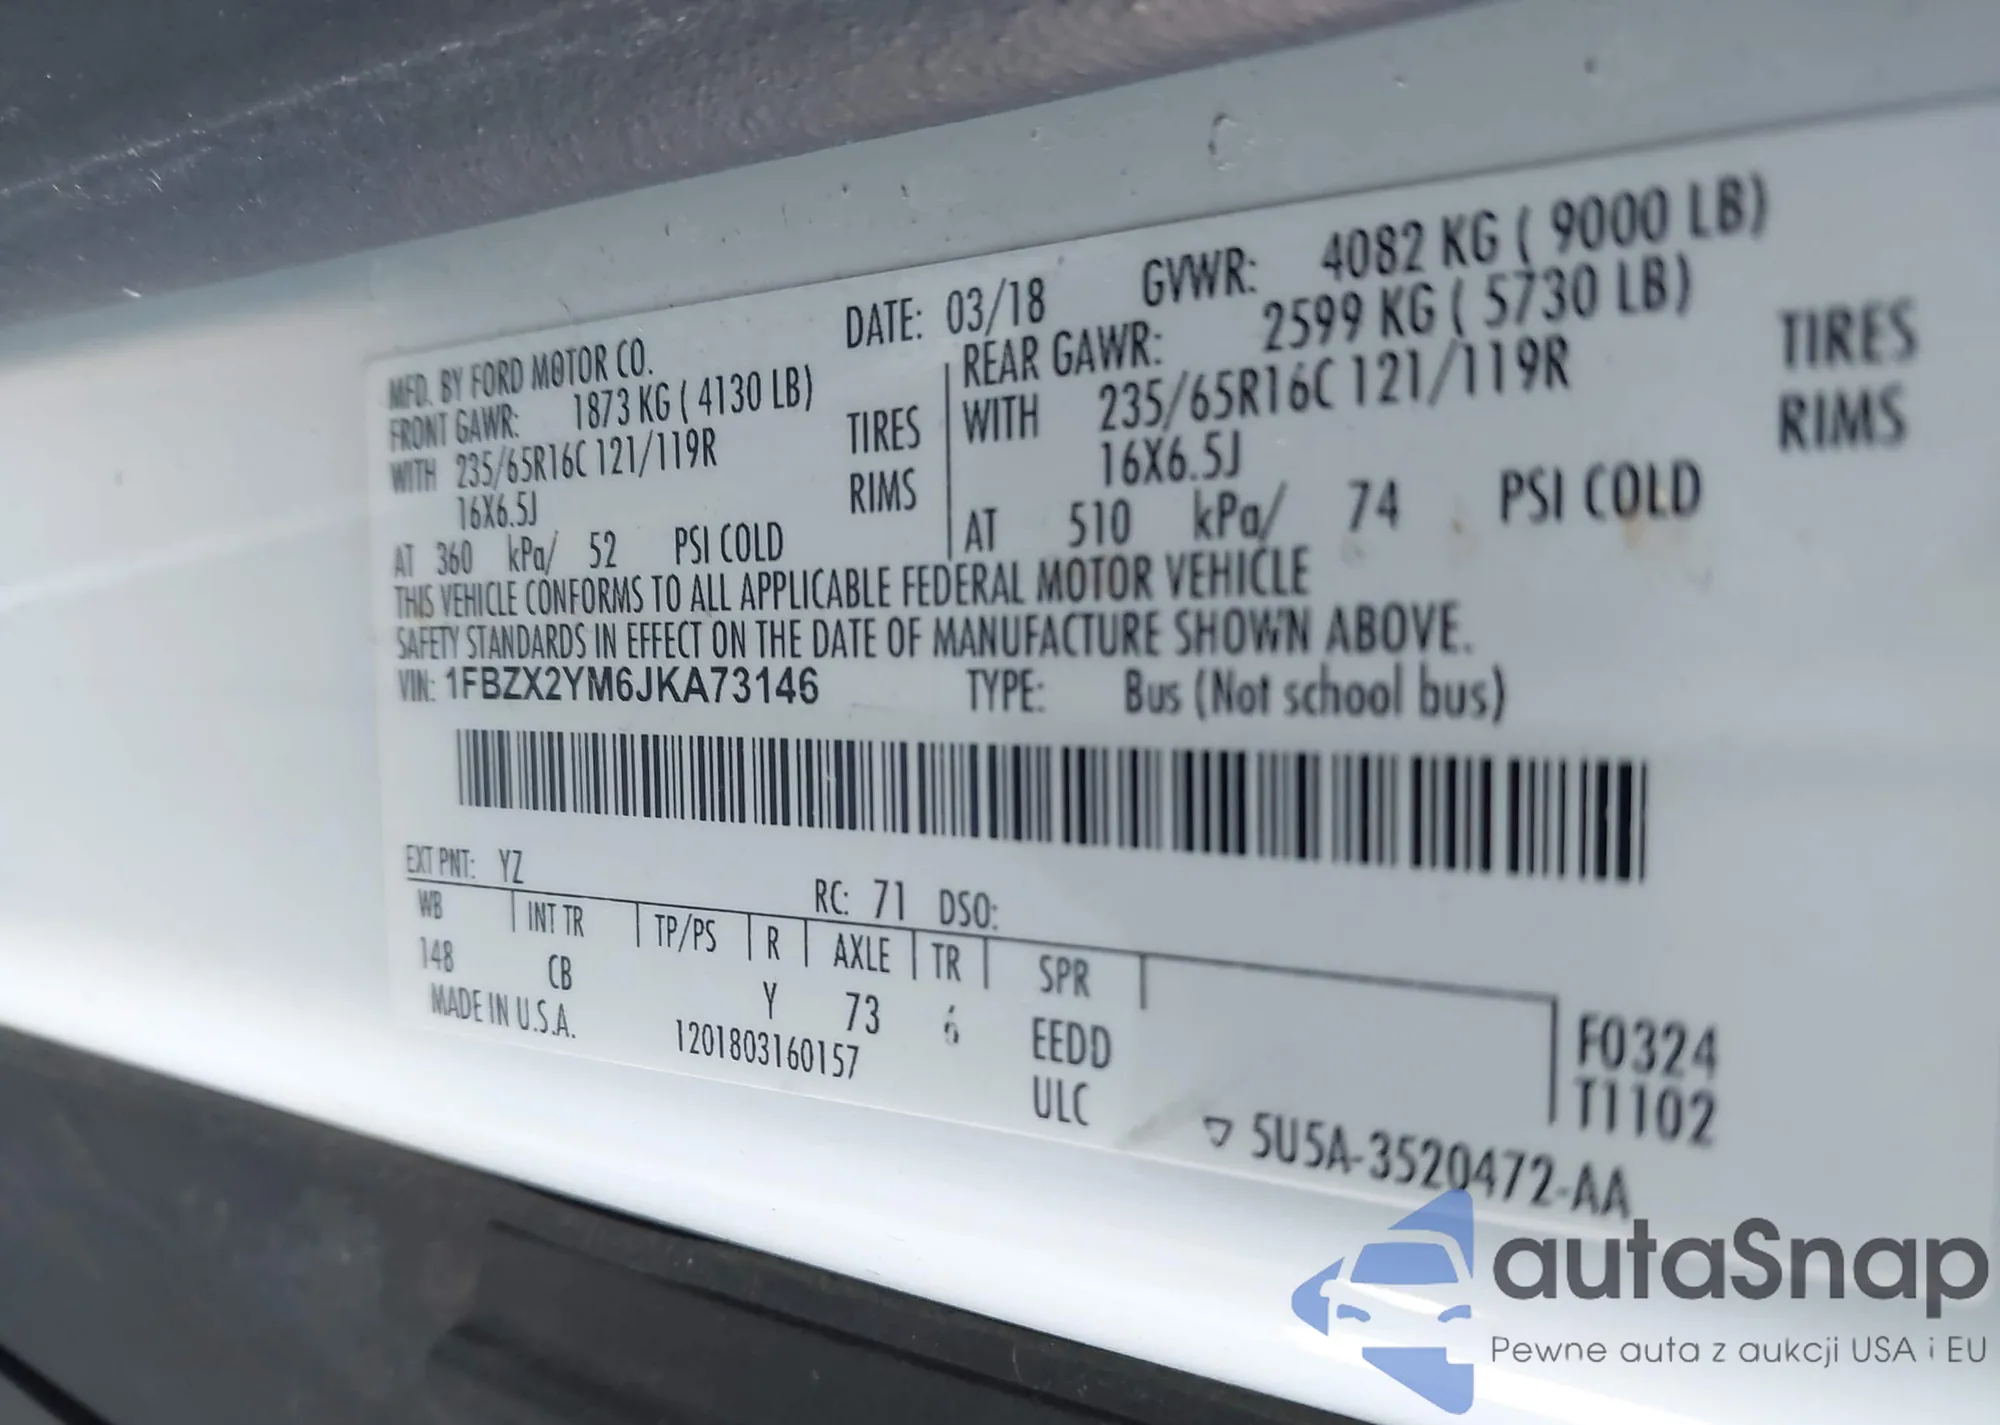 MFD. BY FORD MOTOR CO. DATE: 03/18 GVWR: 4082 KG ( 9000 LB)
FRONT GAWR: 1873 KG ( 4130 LB) REAR GAWR: 2599 KG ( 5730 LB)
WITH 235/65R16C 121/119R TIRES WITH 235/65R16C 121/119R TIRES
16X6.5J RIMS 16X6.5J RIMS
AT 360 kPa/ 52 PSI COLD AT 510 kPa/ 74 PSI COLD
THIS VEHICLE CONFORMS TO ALL APPLICABLE FEDERAL MOTOR VEHICLE
SAFETY STANDARDS IN EFFECT ON THE DATE OF MANUFACTURE SHOWN ABOVE.
VIN: 1FBZX2YM6JKA73146 TYPE: Bus (Not school bus)
EXT PNT: YZ RC: 71 DSO:
WB INT TR TP/PS R AXLE TR SPR
148 CB Y 73 6 EEDD F0324
MADE IN U.S.A. 1201803160157 ULC T1102
5U5A-3520472-AA
autaSnap
Pewne auta z aukcji USA i EU